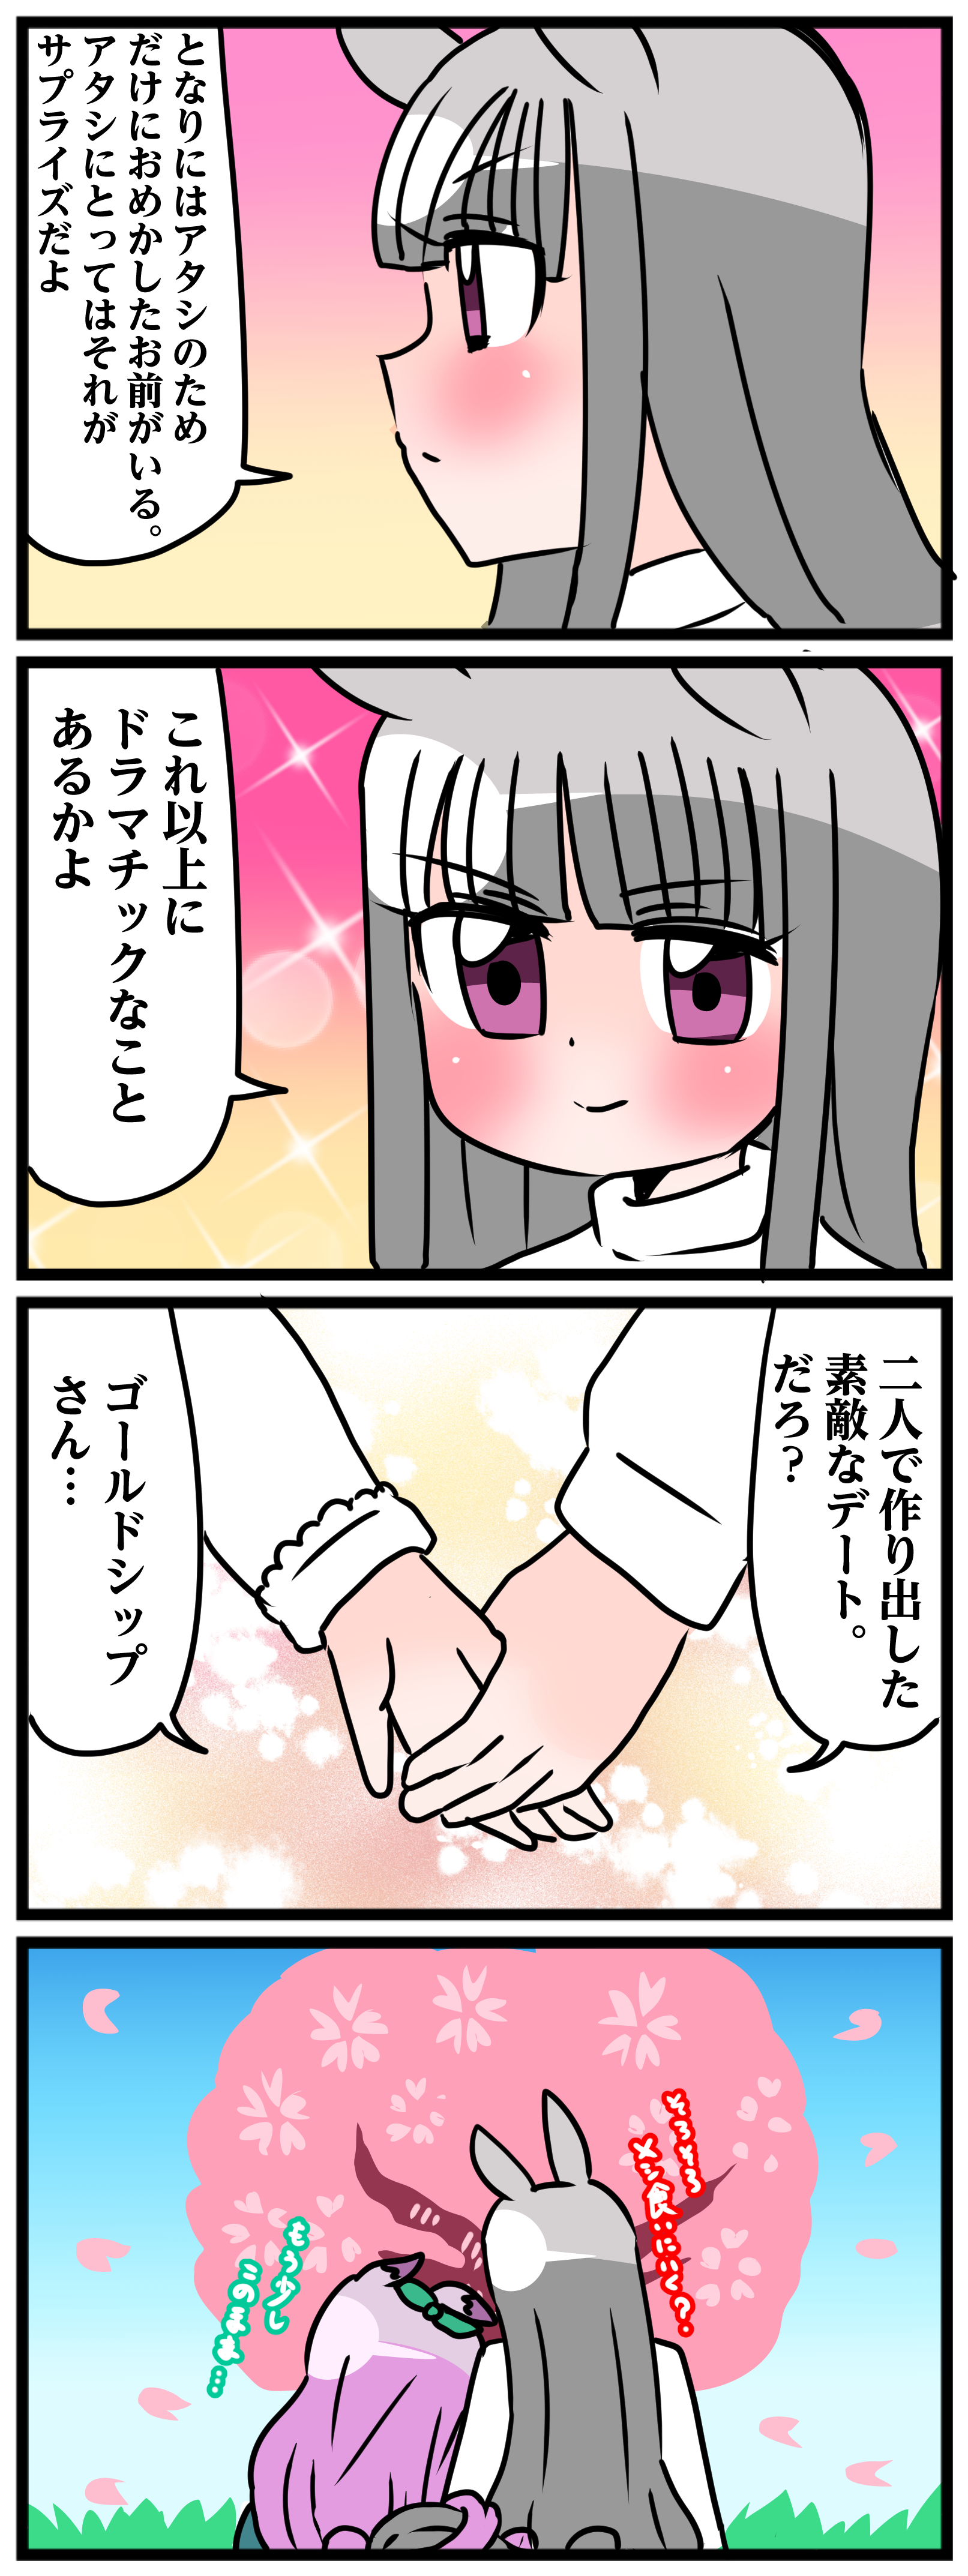 となりにはアタシのため
だけにおめかしたお前がいる。
アタシにとってはそれが
サプライズだよ
これ以上に
ドラマチックなこと
あるかよ
二人で作り出した
素敵なデート。
だろ?
ゴールドシップ
さん…
そろそろ
メシ食いにいく?
もう少し
このまま…